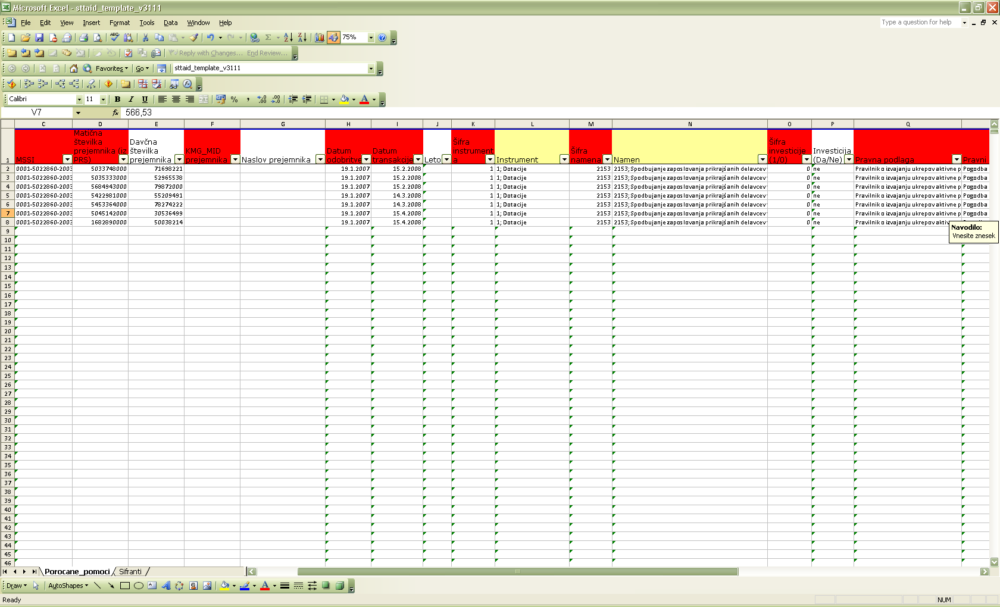 Microsoft Excel - sttaid_template_v3111
File Edit View Insert Format Tools Data Window Help
Type a question for help
75%
Reply with Changes... End Review...
Favorites Go sttaid_template_v3111
Calibri 11 B I U
V7 fx 566,53
C D E F G H I J K L M N O P Q
1 MSSI Matična številka prejemnika (iz PRS) Davčna številka prejemnika KMG_MID prejemnika Naslov prejemnika Datum odobritve Datum transakcije Leto Šifra instrumenta Instrument Šifra namena Namen Šifra investicije (1/0) Investicija (Da/Ne) Pravna podlaga Pravni
2 0001-5022860-2003 5033748000 71698221 19.1.2007 15.2.2008 1 1; Dotacije 2153 2153; Spodbujanje zaposlovanja prikrajšanih delavcev 0 ne Pravilnik o izvajanju ukrepov aktivne p Pogodba
3 0001-5022860-2003 5035333000 52965538 19.1.2007 15.2.2008 1 1; Dotacije 2153 2153; Spodbujanje zaposlovanja prikrajšanih delavcev 0 ne Pravilnik o izvajanju ukrepov aktivne p Pogodba
4 0001-5022860-2003 5684943000 79872000 19.1.2007 15.2.2008 1 1; Dotacije 2153 2153; Spodbujanje zaposlovanja prikrajšanih delavcev 0 ne Pravilnik o izvajanju ukrepov aktivne p Pogodba
5 0001-5022860-2003 5422981000 55209491 19.1.2007 14.3.2008 1 1; Dotacije 2153 2153; Spodbujanje zaposlovanja prikrajšanih delavcev 0 ne Pravilnik o izvajanju ukrepov aktivne p Pogodba
6 0001-5022860-2003 5453364000 78274222 19.1.2007 14.3.2008 1 1; Dotacije 2153 2153; Spodbujanje zaposlovanja prikrajšanih delavcev 0 ne Pravilnik o izvajanju ukrepov aktivne p Pogodba
7 0001-5022860-2003 5045142000 30536499 19.1.2007 15.4.2008 1 1; Dotacije 2153 2153; Spodbujanje zaposlovanja prikrajšanih delavcev 0 ne Pravilnik o izvajanju ukrepov aktivne p Pogodba
8 0001-5022860-2003 1682890000 50038214 19.1.2007 15.4.2008 1 1; Dotacije 2153 2153; Spodbujanje zaposlovanja prikrajšanih delavcev 0 ne Pravilnik o izvajanju ukrepov aktivn
Navodilo:
Vnesite znesek
9
10
11
12
13
14
15
16
17
18
19
20
21
22
23
24
25
26
27
28
29
30
31
32
33
34
35
36
37
38
39
40
41
42
43
44
45
46
Porocane_pomoci Sifranti
Draw AutoShapes
Ready NUM